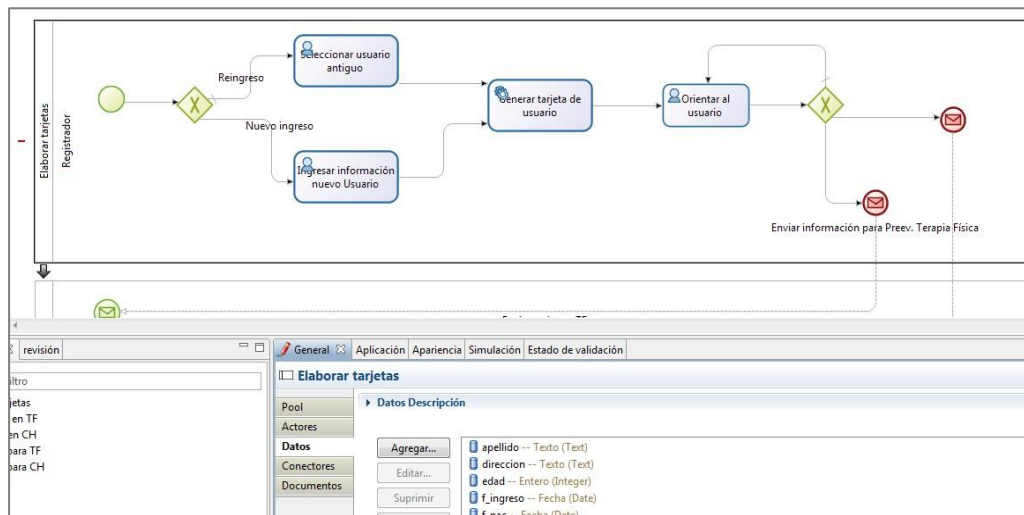 Elaborar tarjetas
Registrador
Reingreso
Nuevo ingreso
Seleccionar usuario
antiguo
Ingresar información
nuevo Usuario
Generar tarjeta de
usuario
Orientar al
usuario
Enviar información para Preev. Terapia Física
revisión
General
Aplicación
Apariencia
Simulación
Estado de validación
iltro
jetas
en TF
en CH
para TF
para CH
Elaborar tarjetas
Pool
Actores
Datos
Conectores
Documentos
Datos Descripción
Agregar...
Editar...
Suprimir
apellido -- Texto (Text)
direccion -- Texto (Text)
edad -- Entero (Integer)
f_ingreso -- Fecha (Date)
f_nac -- Fecha (Date)